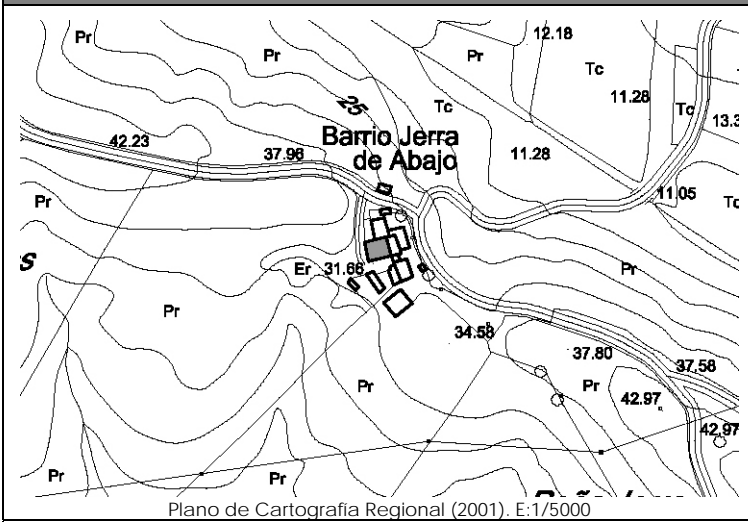 Pr
Pr
Pr
12.18
Tc
11.28
Tc
13.3
Tc
25
Barrio Jerra
de Abajo
42.23
37.96
11.28
11.05
Tc
Pr
Er
31.66
Pr
S
Pr
34.58
37.80
37.58
Pr
Pr
42.97
42.97
Pr
Pr
Plano de Cartografía Regional (2001). E:1/5000